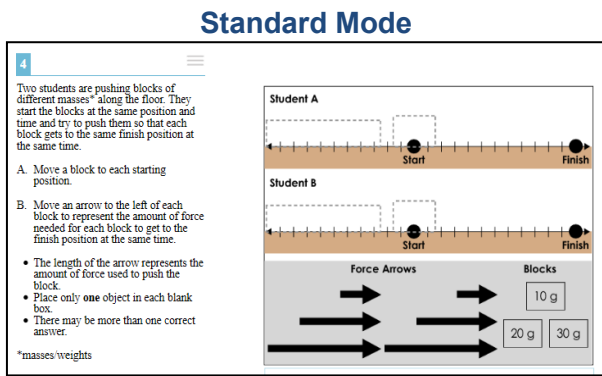 Standard Mode
4
Two students are pushing blocks of
different masses* along the floor. They
start the blocks at the same position and
time and try to push them so that each
block gets to the same finish position at
the same time.
A. Move a block to each starting
position.
B. Move an arrow to the left of each
block to represent the amount of force
needed for each block to get to the
finish position at the same time.
• The length of the arrow represents the
amount of force used to push the
block.
• Place only one object in each blank
box.
• There may be more than one correct
answer.
*masses/weights
Student A
Start Finish
Student B
Start Finish
Force Arrows Blocks
10 g
20 g 30 g